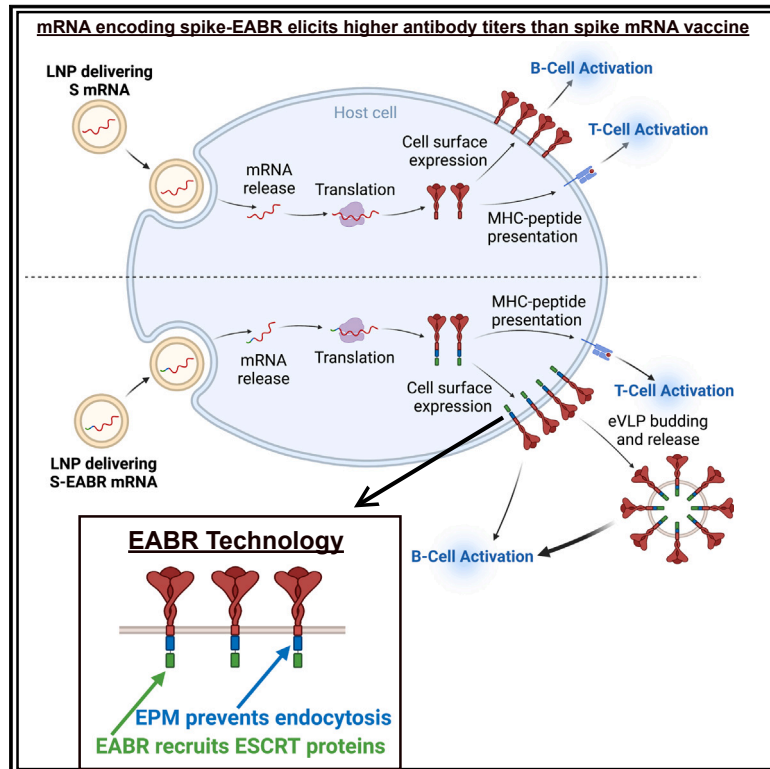 mRNA encoding spike-EABR elicits higher antibody titers than spike mRNA vaccine
LNP delivering
S mRNA
Host cell
B-Cell Activation
T-Cell Activation
Cell surface
expression
mRNA
release
Translation
MHC-peptide
presentation
MHC-peptide
presentation
mRNA
release
Translation
Cell surface
expression
T-Cell Activation
eVLP budding
and release
LNP delivering
S-EABR mRNA
B-Cell Activation
EABR Technology
EPM prevents endocytosis
EABR recruits ESCRT proteins